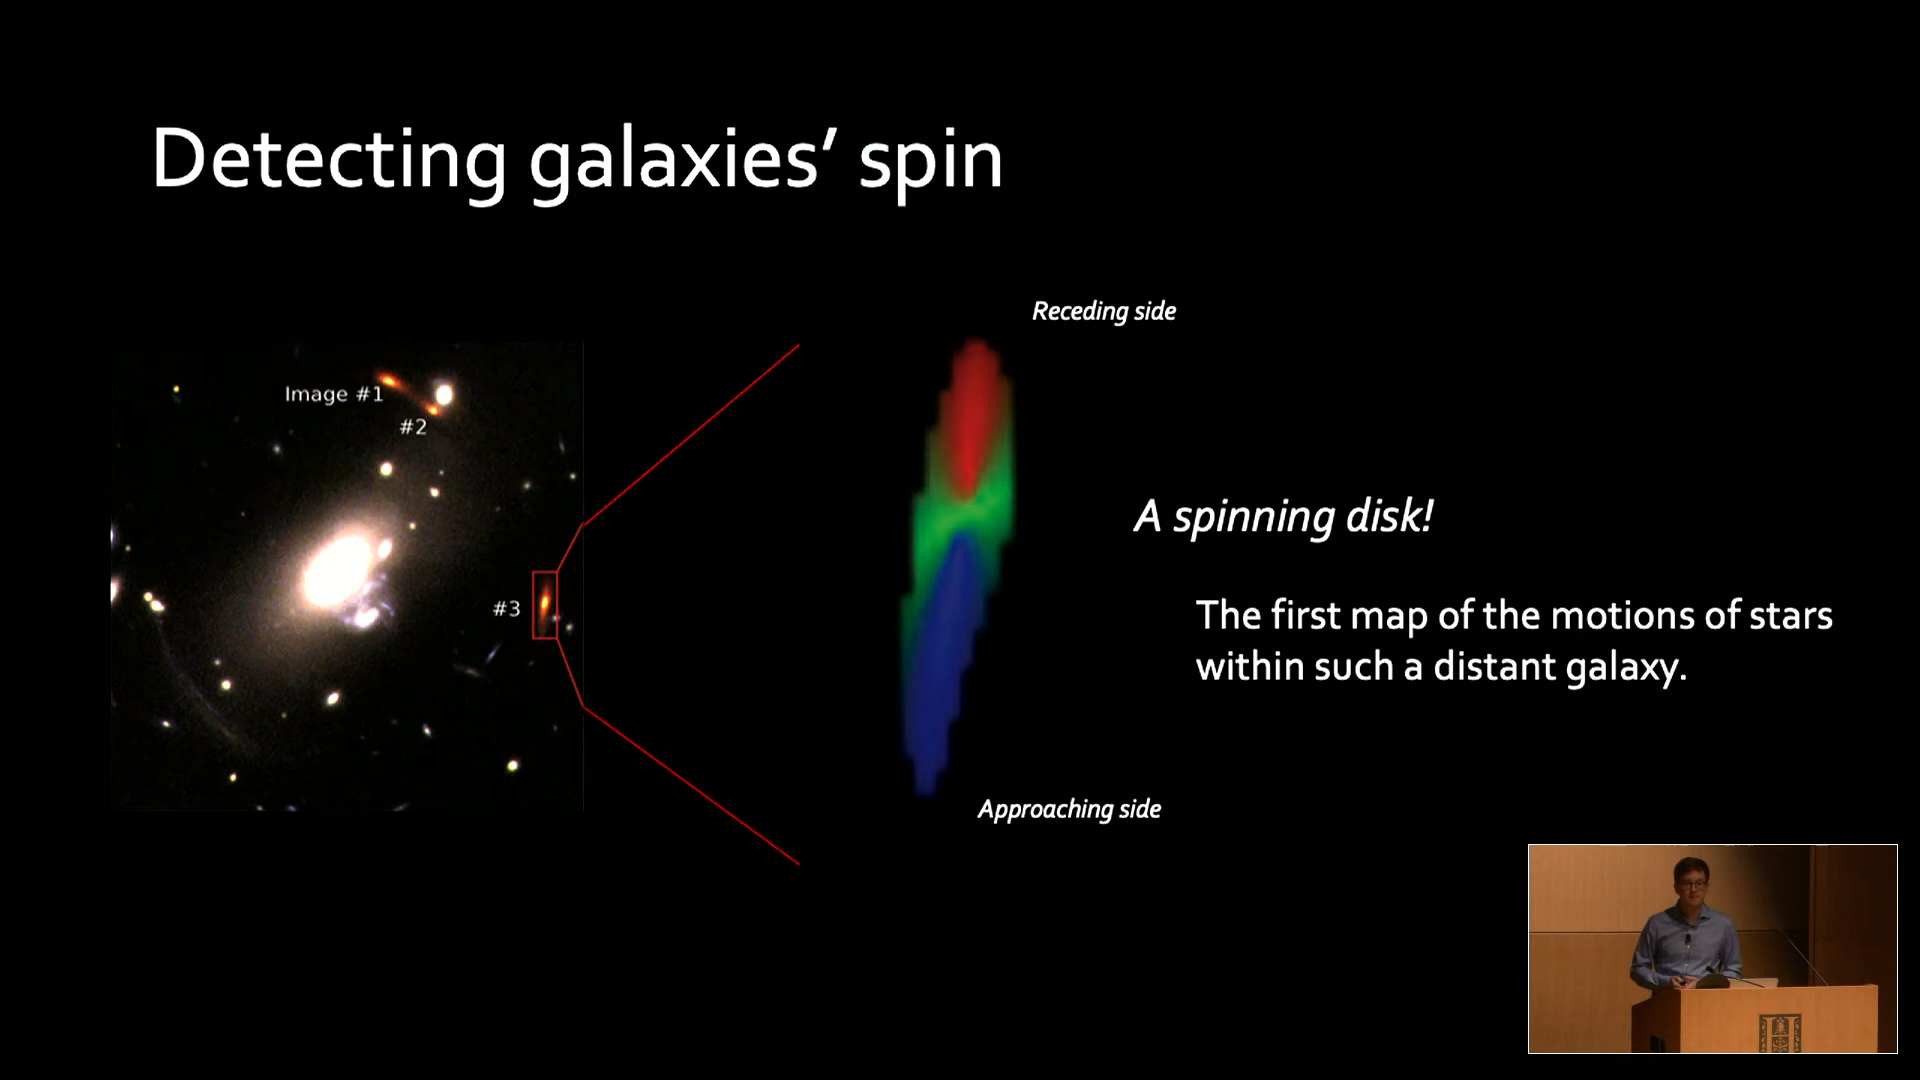 Detecting galaxies’ spin
Receding side
Image #1
#2
A spinning disk!
#3
The first map of the motions of stars
within such a distant galaxy.
Approaching side